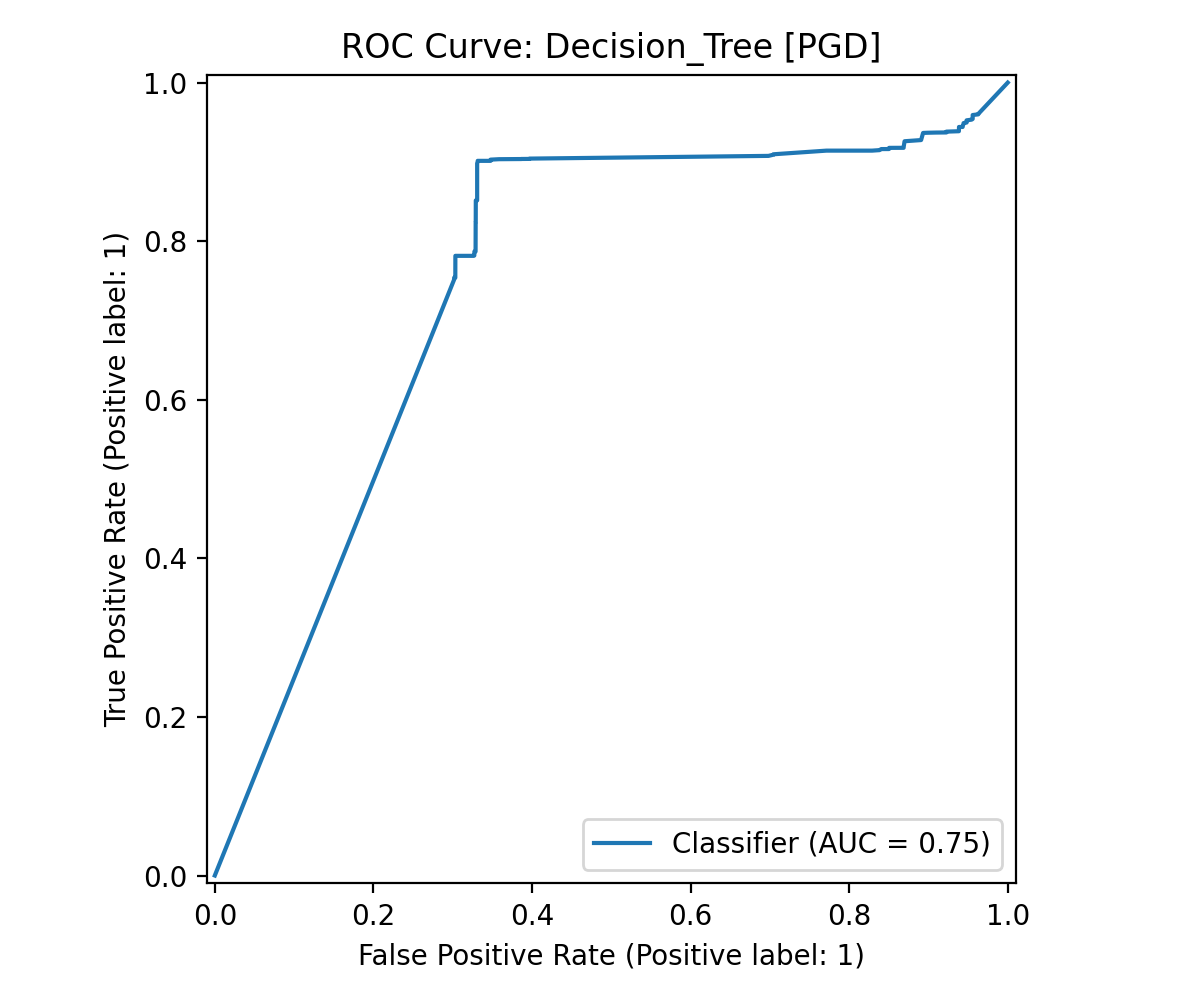 ROC Curve: Decision_Tree [PGD]
1.0
0.8
0.6
0.4
0.2
0.0
True Positive Rate (Positive label: 1)
Classifier (AUC = 0.75)
0.0 0.2 0.4 0.6 0.8 1.0
False Positive Rate (Positive label: 1)